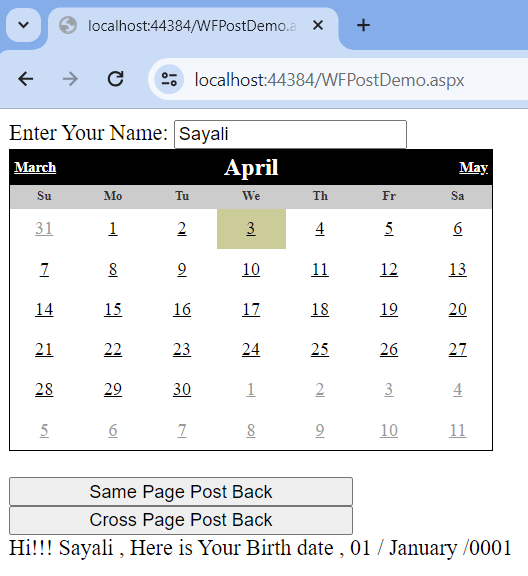 localhost:44384/WFPostDemo.a
localhost:44384/WFPostDemo.aspx
Enter Your Name: Sayali
March April May
Su Mo Tu We Th Fr Sa
31 1 2 3 4 5 6
7 8 9 10 11 12 13
14 15 16 17 18 19 20
21 22 23 24 25 26 27
28 29 30 1 2 3 4
5 6 7 8 9 10 11
Same Page Post Back
Cross Page Post Back
Hi!!! Sayali , Here is Your Birth date , 01 / January /0001